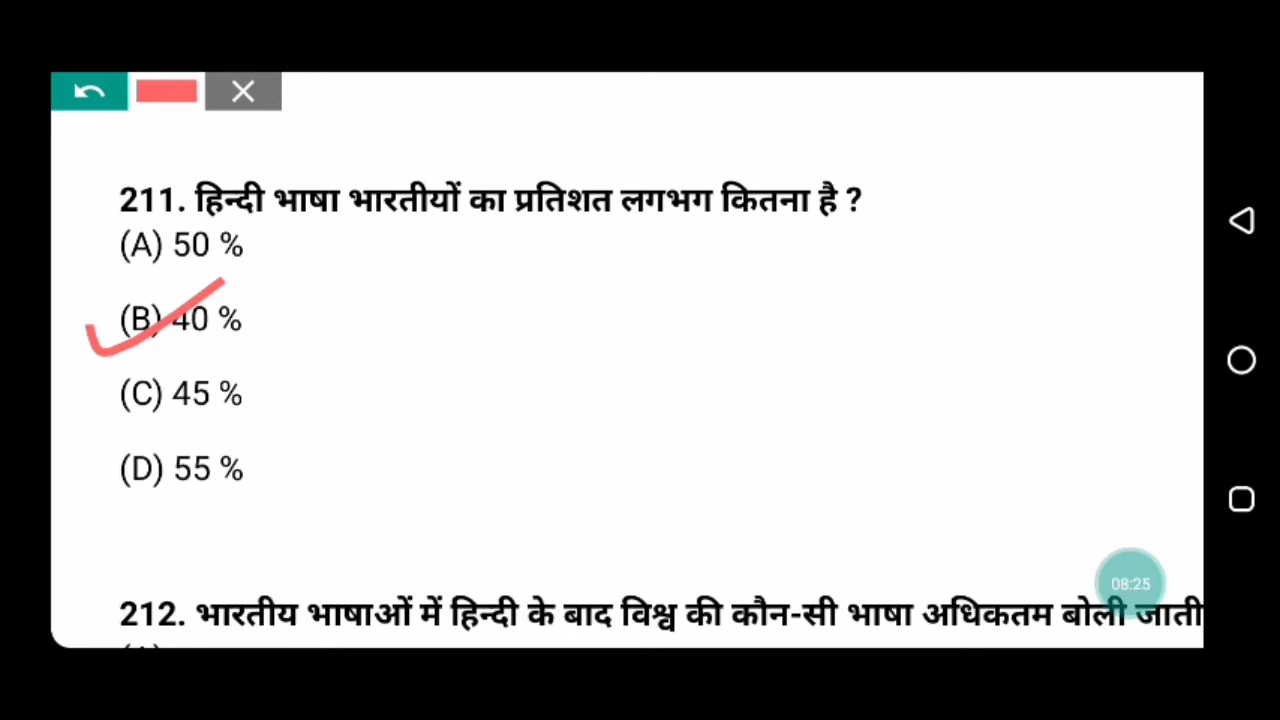 211. हिन्दी भाषा भारतीयों का प्रतिशत लगभग कितना है ?
(A) 50 %
(B) 40 %
(C) 45 %
(D) 55 %
08:25
212. भारतीय भाषाओं में हिन्दी के बाद विश्व की कौन-सी भाषा अधिकतम बोली जाती